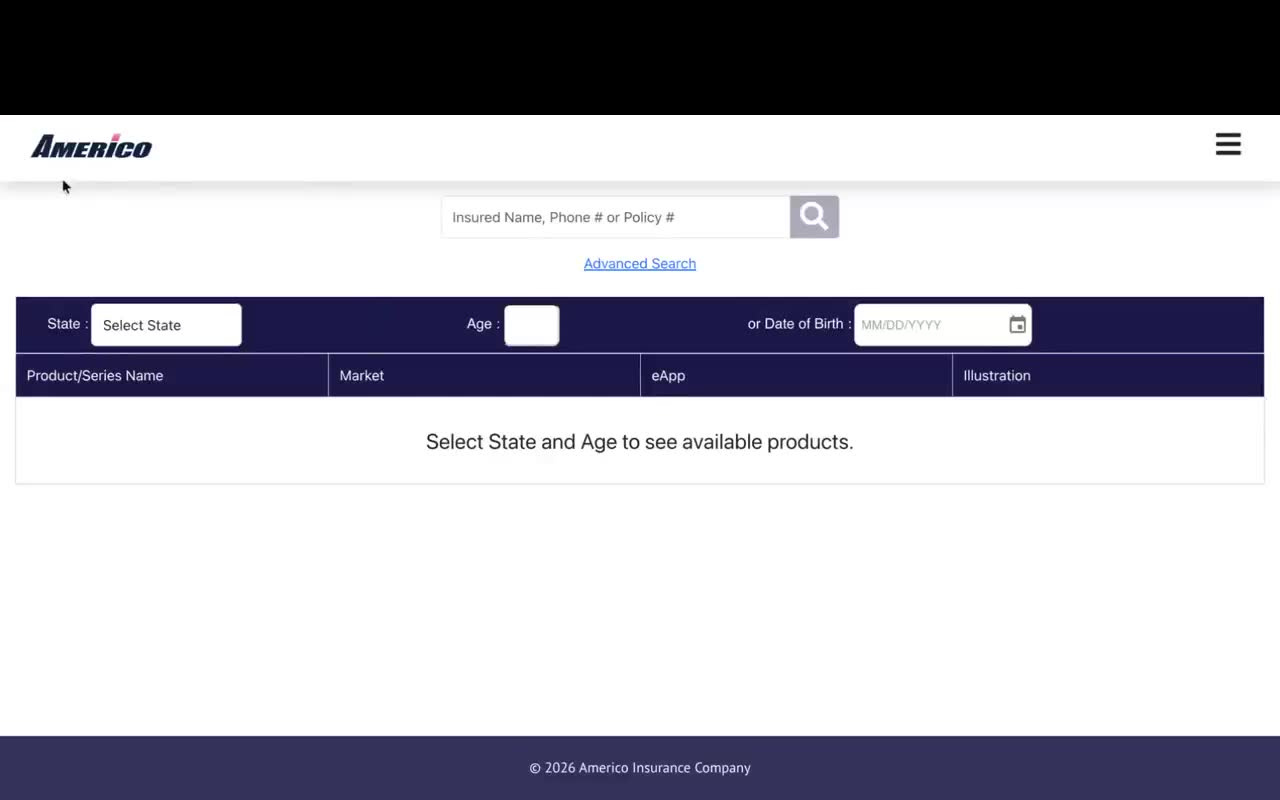 AMERICO
Insured Name, Phone # or Policy #
Advanced Search
State : Select State Age : or Date of Birth : MM/DD/YYYY
Product/Series Name Market eApp Illustration
Select State and Age to see available products.
© 2026 Americo Insurance Company